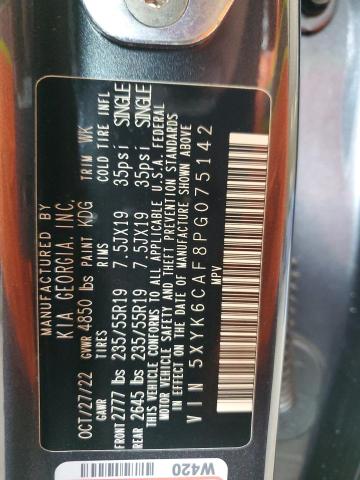 MANUFACTURED BY
KIA GEORGIA, INC.
OCT/27/22 GVWR 4850 lbs PAINT KDG TRIM WK
GAWR TIRES RIMS COLD TIRE INFL
FRONT 2777 lbs 235/55R19 7.5JX19 35psi SINGLE
REAR 2645 lbs 235/55R19 7.5JX19 35psi SINGLE
THIS VEHICLE CONFORMS TO ALL APPLICABLE U.S.A. FEDERAL
MOTOR VEHICLE SAFETY AND THEFT PREVENTION STANDARDS
IN EFFECT ON THE DATE OF MANUFACTURE SHOWN ABOVE
VIN 5XYK6CAF8PG075142
MPV
W420